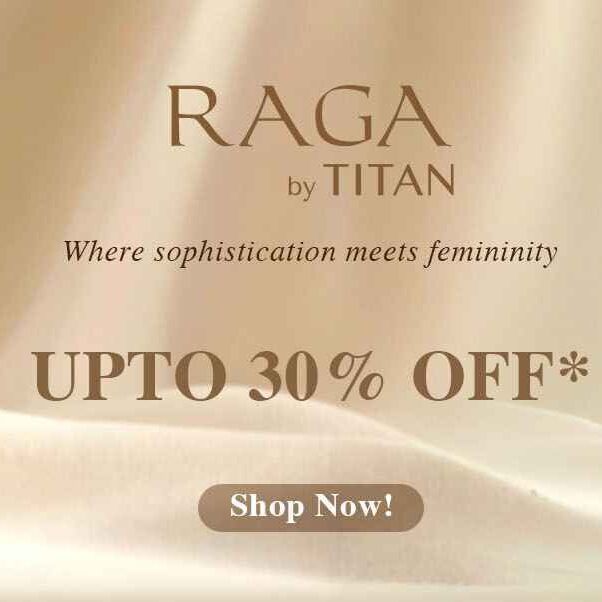 RAGA
by TITAN
Where sophistication meets femininity
UPTO 30% OFF*
Shop Now!